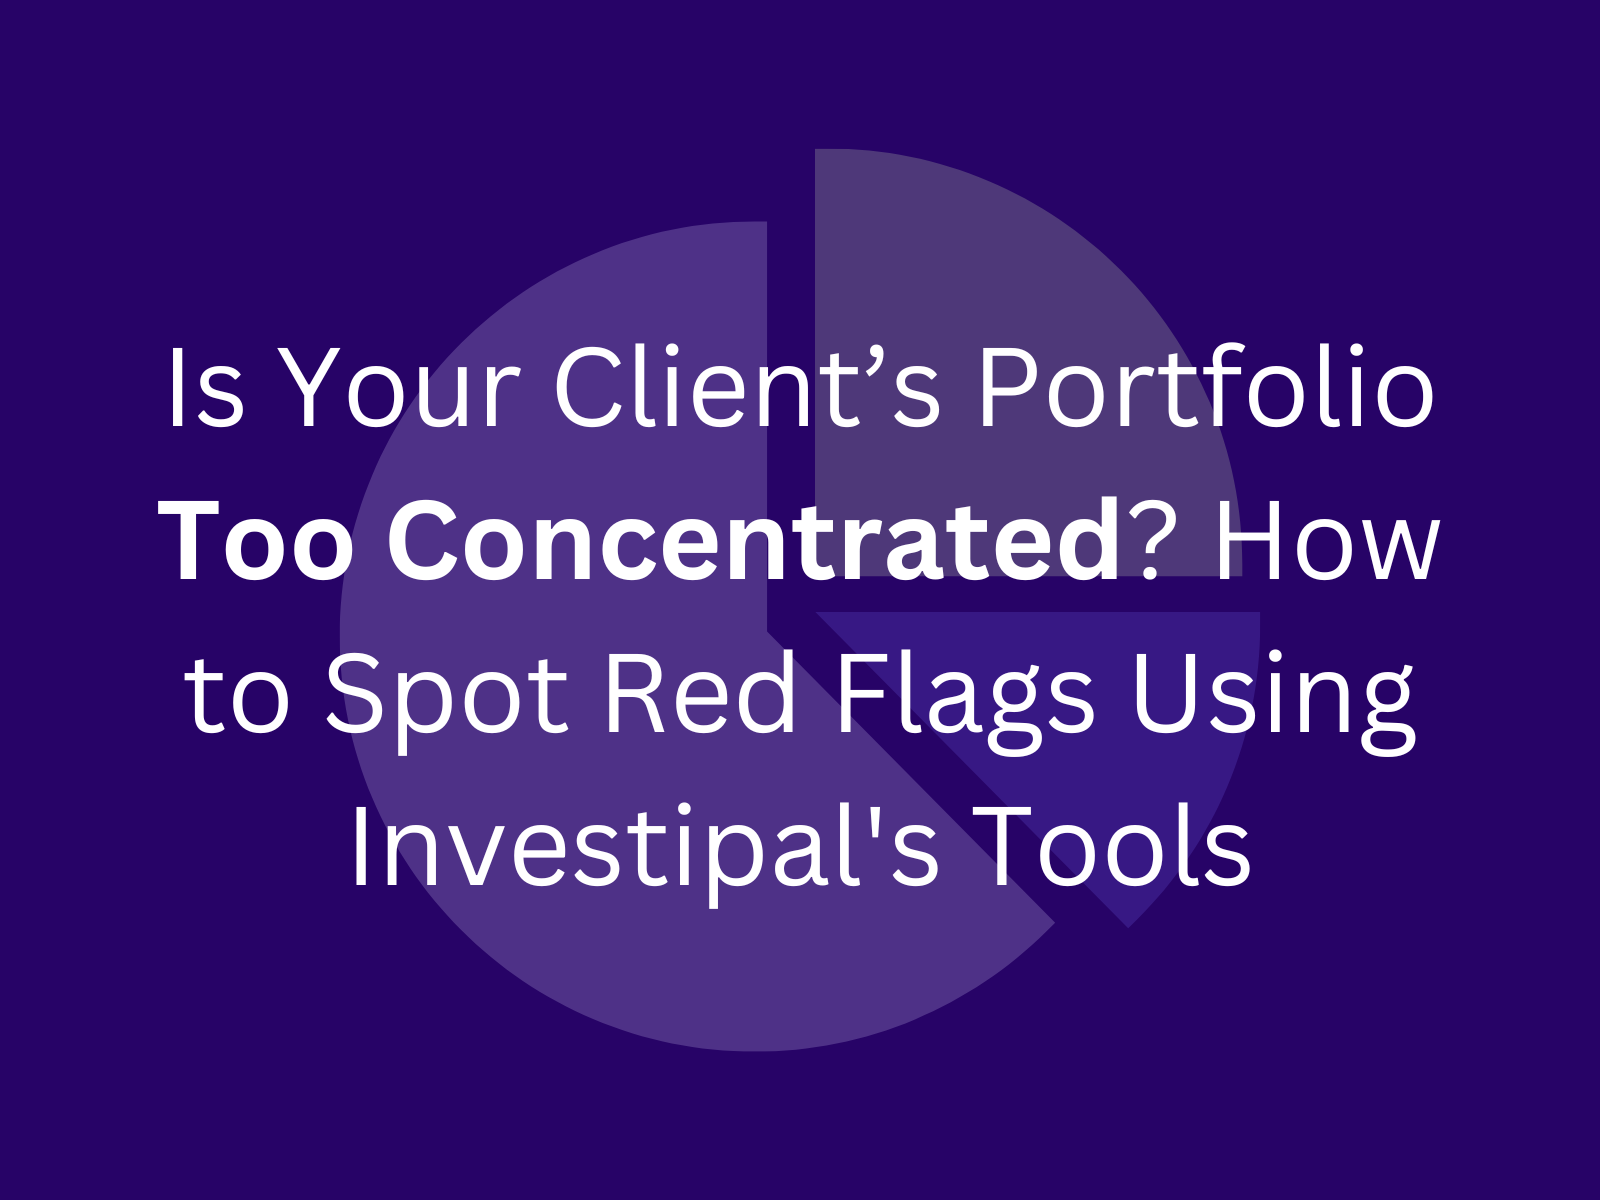 Is Your Client’s Portfolio
Too Concentrated? How
to Spot Red Flags Using
Investipal's Tools